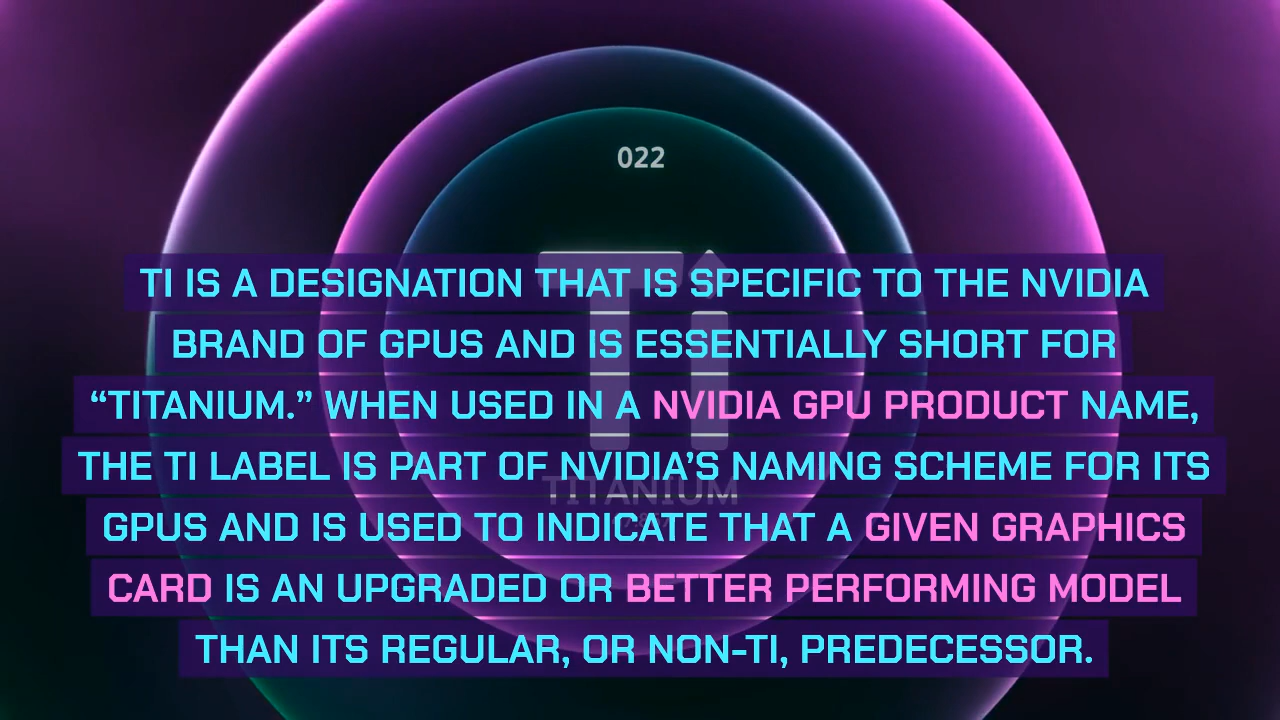 022
Ti
TI IS A DESIGNATION THAT IS SPECIFIC TO THE NVIDIA
BRAND OF GPUS AND IS ESSENTIALLY SHORT FOR
“TITANIUM.” WHEN USED IN A NVIDIA GPU PRODUCT NAME,
THE TI LABEL IS PART OF NVIDIA’S NAMING SCHEME FOR ITS
TITANIUM
GPUS AND IS USED TO INDICATE THAT A GIVEN GRAPHICS
CARD IS AN UPGRADED OR BETTER PERFORMING MODEL
THAN ITS REGULAR, OR NON-TI, PREDECESSOR.